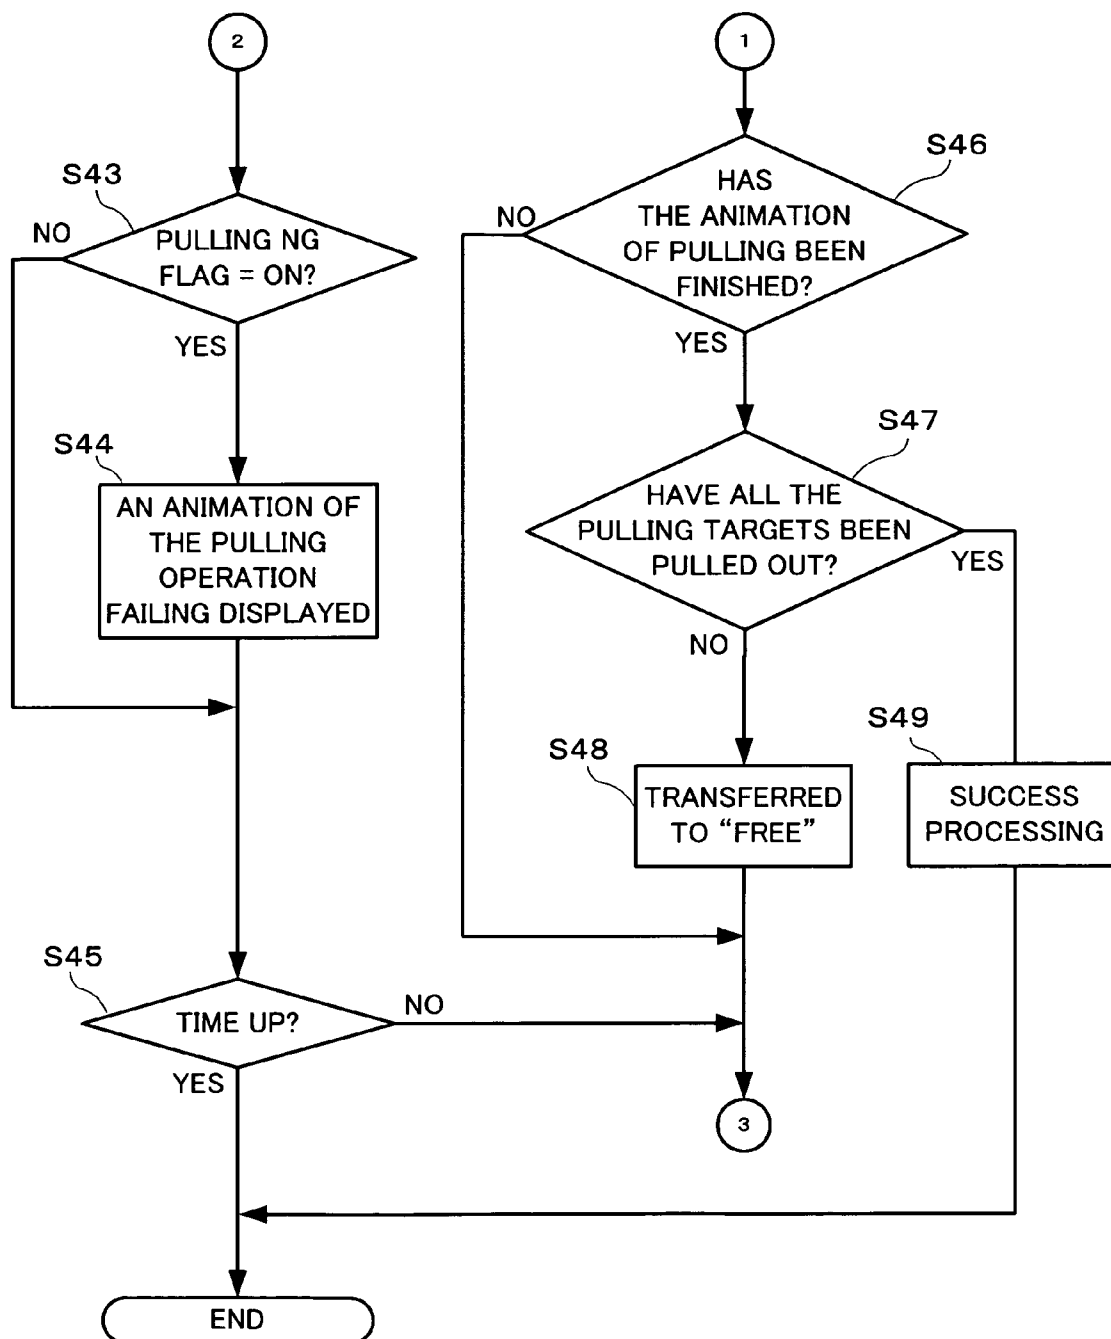 2
S43
NO
PULLING NG
FLAG = ON?
YES
S44
AN ANIMATION OF
THE PULLING
OPERATION
FAILING DISPLAYED
S45
TIME UP?
NO
YES
END
1
S46
NO
HAS
THE ANIMATION
OF PULLING BEEN
FINISHED?
YES
S47
HAVE ALL THE
PULLING TARGETS BEEN
PULLED OUT?
YES
NO
S48
TRANSFERRED
TO “FREE”
S49
SUCCESS
PROCESSING
3